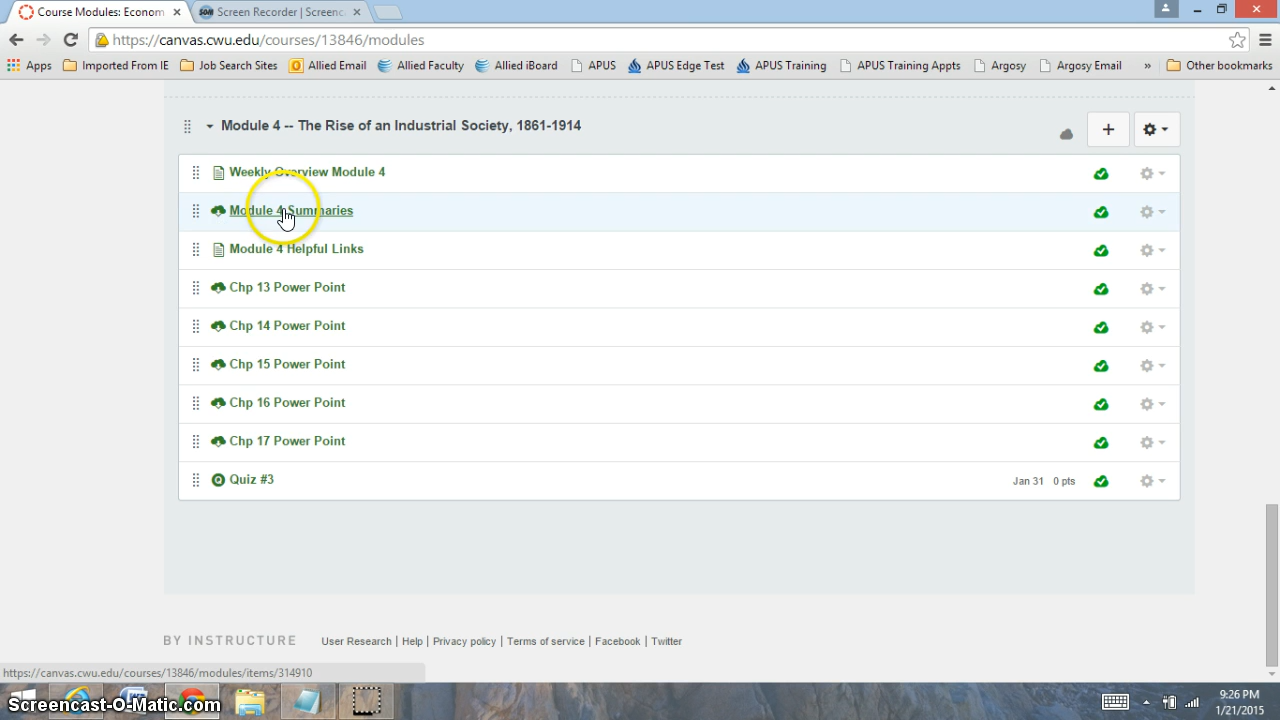 Course Modules: Econom
Screen Recorder | Screenc
https://canvas.cwu.edu/courses/13846/modules
Apps Imported From IE Job Search Sites Allied Email Allied Faculty Allied iBoard APUS APUS Edge Test APUS Training APUS Training Appts Argosy Argosy Email » Other bookmarks
Module 4 -- The Rise of an Industrial Society, 1861-1914
Weekly Overview Module 4
Module 4 Summaries
Module 4 Helpful Links
Chp 13 Power Point
Chp 14 Power Point
Chp 15 Power Point
Chp 16 Power Point
Chp 17 Power Point
Quiz #3 Jan 31 0 pts
BY INSTRUCTURE User Research | Help | Privacy policy | Terms of service | Facebook | Twitter
https://canvas.cwu.edu/courses/13846/modules/items/314910
Screencast-O-Matic.com
9:26 PM
1/21/2015